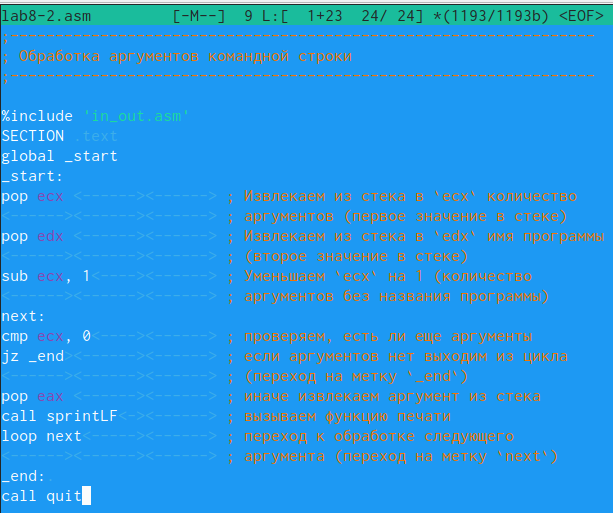 lab8-2.asm [-M--] 9 L:[ 1+23 24/ 24] *(1193/1193b) <EOF>
;-----------------------------------------------------------------
; Обработка аргументов командной строки
;-----------------------------------------------------------------
%include 'in_out.asm'
SECTION .text
global _start
_start:
pop ecx <------><------> ; Извлекаем из стека в `ecx` количество
<------><------><------> ; аргументов (первое значение в стеке)
pop edx <------><------> ; Извлекаем из стека в `edx` имя программы
<------><------><------> ; (второе значение в стеке)
sub ecx, 1<----><------> ; Уменьшаем `ecx` на 1 (количество
<------><------><------> ; аргументов без названия программы)
next:
cmp ecx, 0<----><------> ; проверяем, есть ли еще аргументы
jz _end><------><------> ; если аргументов нет выходим из цикла
<------><------><------> ; (переход на метку `_end`)
pop eax <------><------> ; иначе извлекаем аргумент из стека
call sprintLF<-><------> ; вызываем функцию печати
loop next<-----><------> ; переход к обработке следующего
<------><------><------> ; аргумента (переход на метку `next`)
_end:
call quit